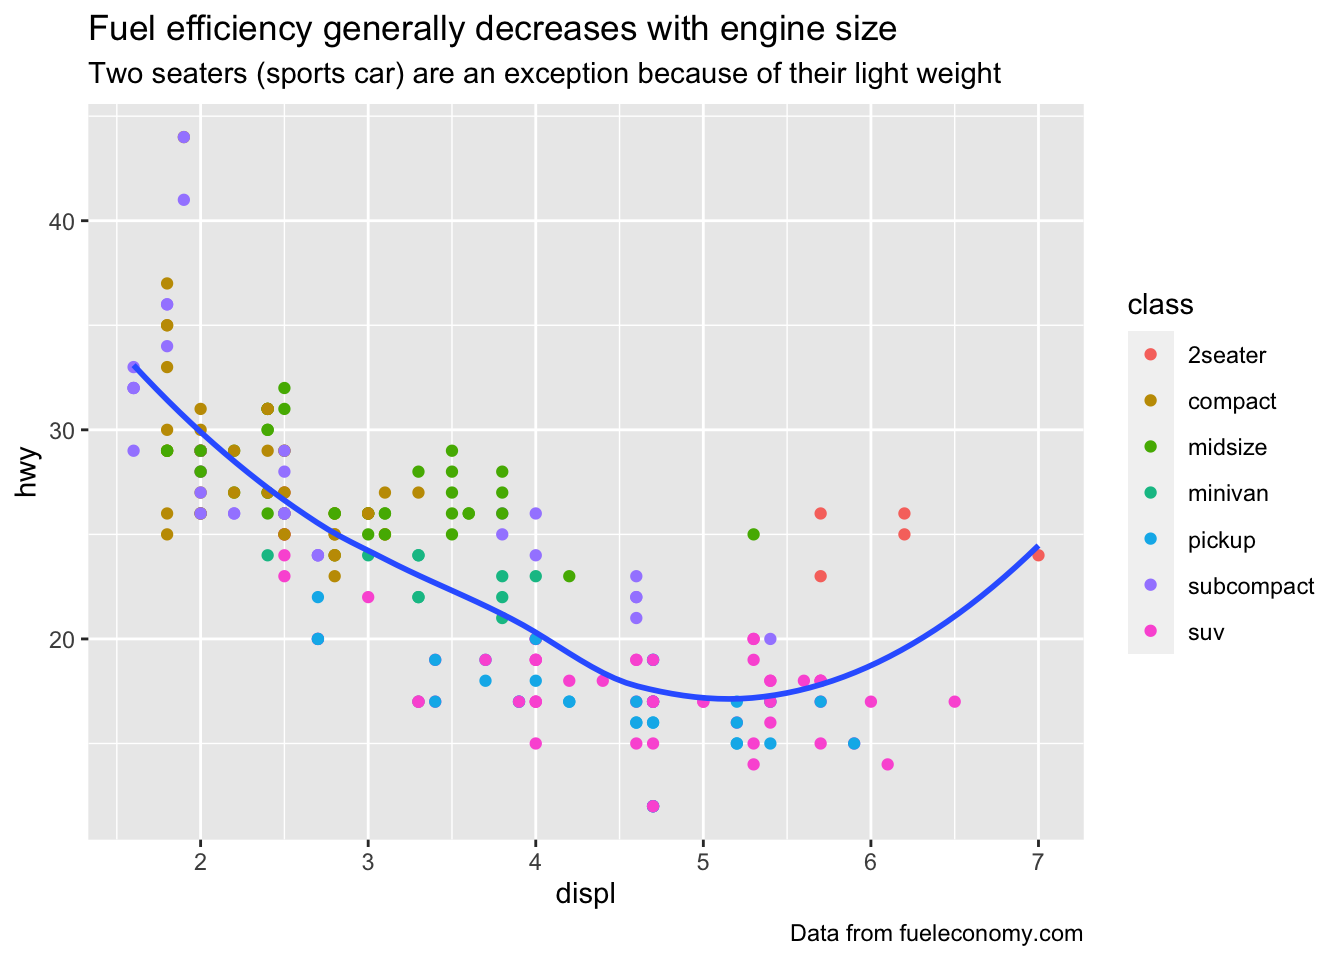 Fuel efficiency generally decreases with engine size
Two seaters (sports car) are an exception because of their light weight
hwy
40
30
20
2 3 4 5 6 7
displ
class
2seater
compact
midsize
minivan
pickup
subcompact
suv
Data from fueleconomy.com